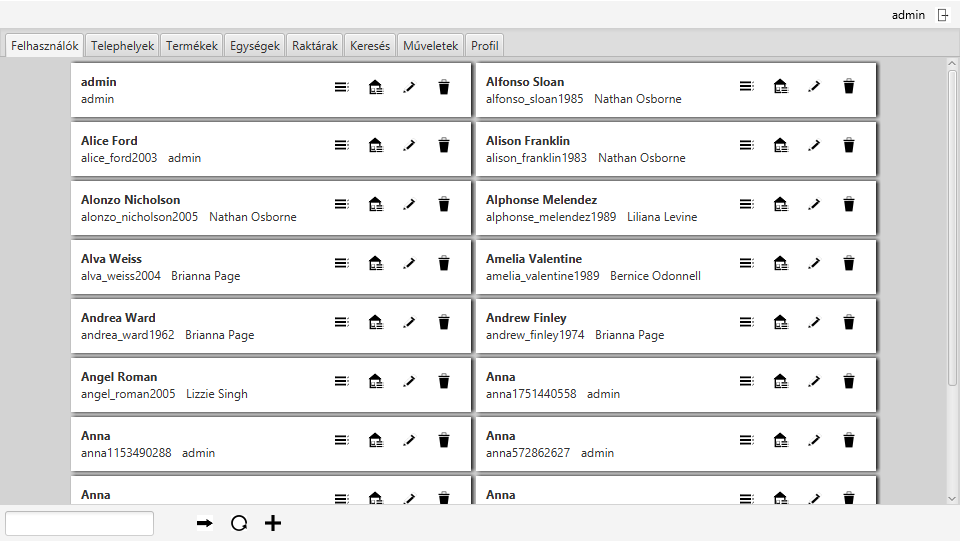 admin
Felhasználók Telephelyek Termékek Egységek Raktárak Keresés Műveletek Profil
admin
admin
Alfonso Sloan
alfonso_sloan1985 Nathan Osborne
Alice Ford
alice_ford2003 admin
Alison Franklin
alison_franklin1983 Nathan Osborne
Alonzo Nicholson
alonzo_nicholson2005 Nathan Osborne
Alphonse Melendez
alphonse_melendez1989 Liliana Levine
Alva Weiss
alva_weiss2004 Brianna Page
Amelia Valentine
amelia_valentine1989 Bernice Odonnell
Andrea Ward
andrea_ward1962 Brianna Page
Andrew Finley
andrew_finley1974 Brianna Page
Angel Roman
angel_roman2005 Lizzie Singh
Anna
anna1751440558 admin
Anna
anna1153490288 admin
Anna
anna572862627 admin
Anna
Anna